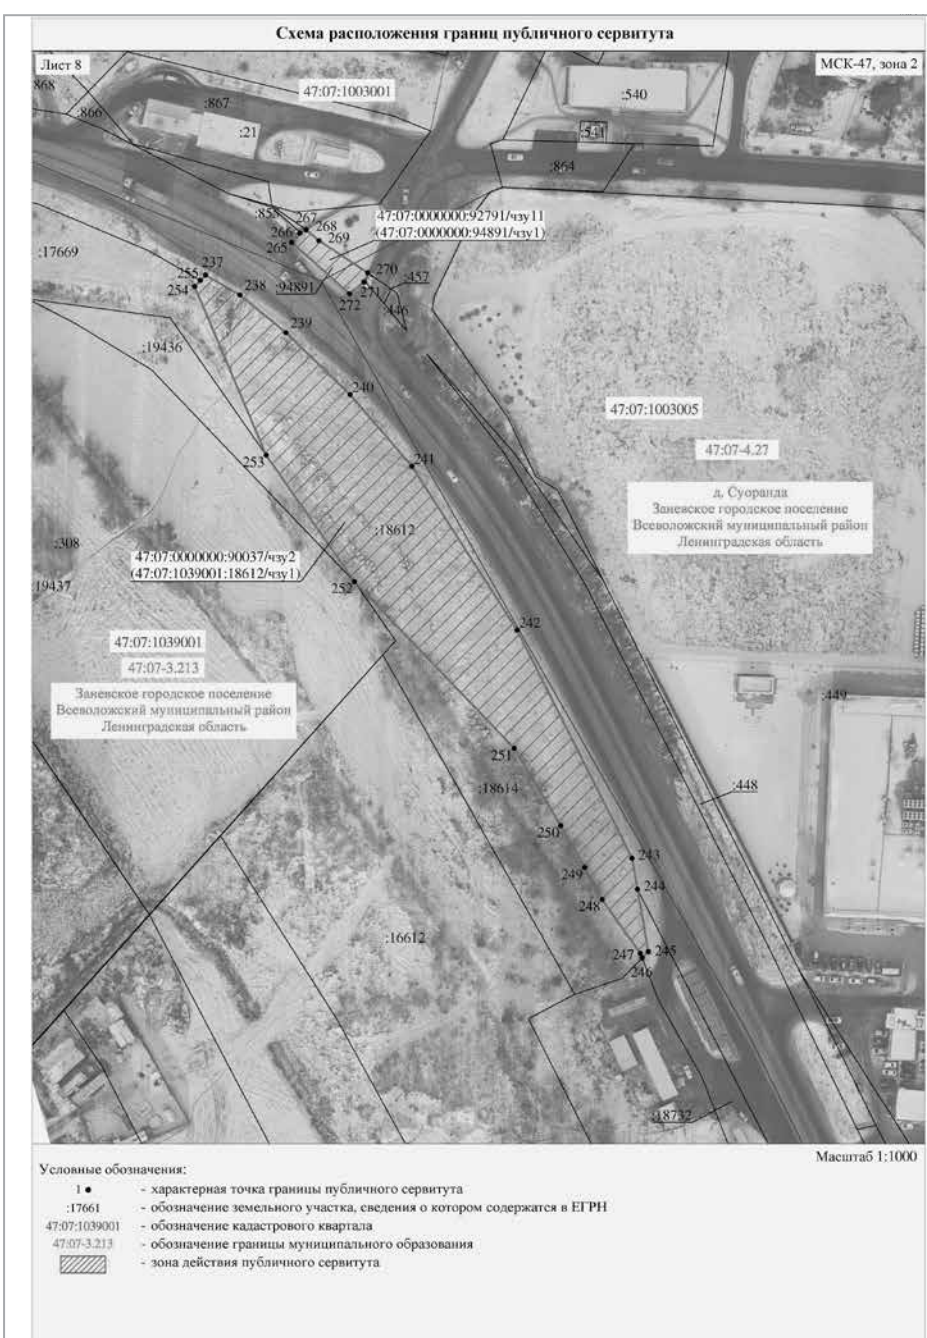 Схема расположения границ публичного сервитута
Лист 8
МСК-47, зона 2
868
:866
:867
47:07:1003001
:21
:540
:541
:864
267
268
266
265
269
47:07:0000000:92791/чзу11
(47:07:0000000:94891/чзу1)
:17669
237
255
254
238
:94891
270
271
272
:457
:446
239
:19436
240
47:07:1003005
241
253
47:07-4.27
д. Суоранда
Заневское городское поселение
Всеволожский муниципальный район
Ленинградская область
:18612
:308
47:07:0000000:90037/чзу2
(47:07:1039001:18612/чзу1)
19437
252
242
47:07:1039001
47:07-3.213
Заневское городское поселение
Всеволожский муниципальный район
Ленинградская область
:449
251
:18614
:448
250
243
249
244
248
:16612
247
245
246
:18732
Масштаб 1:1000
Условные обозначения:
1 ● - характерная точка границы публичного сервитута
:17661 - обозначение земельного участка, сведения о котором содержатся в ЕГРН
47:07:1039001 - обозначение кадастрового квартала
47:07-3.213 - обозначение границы муниципального образования
- зона действия публичного сервитута